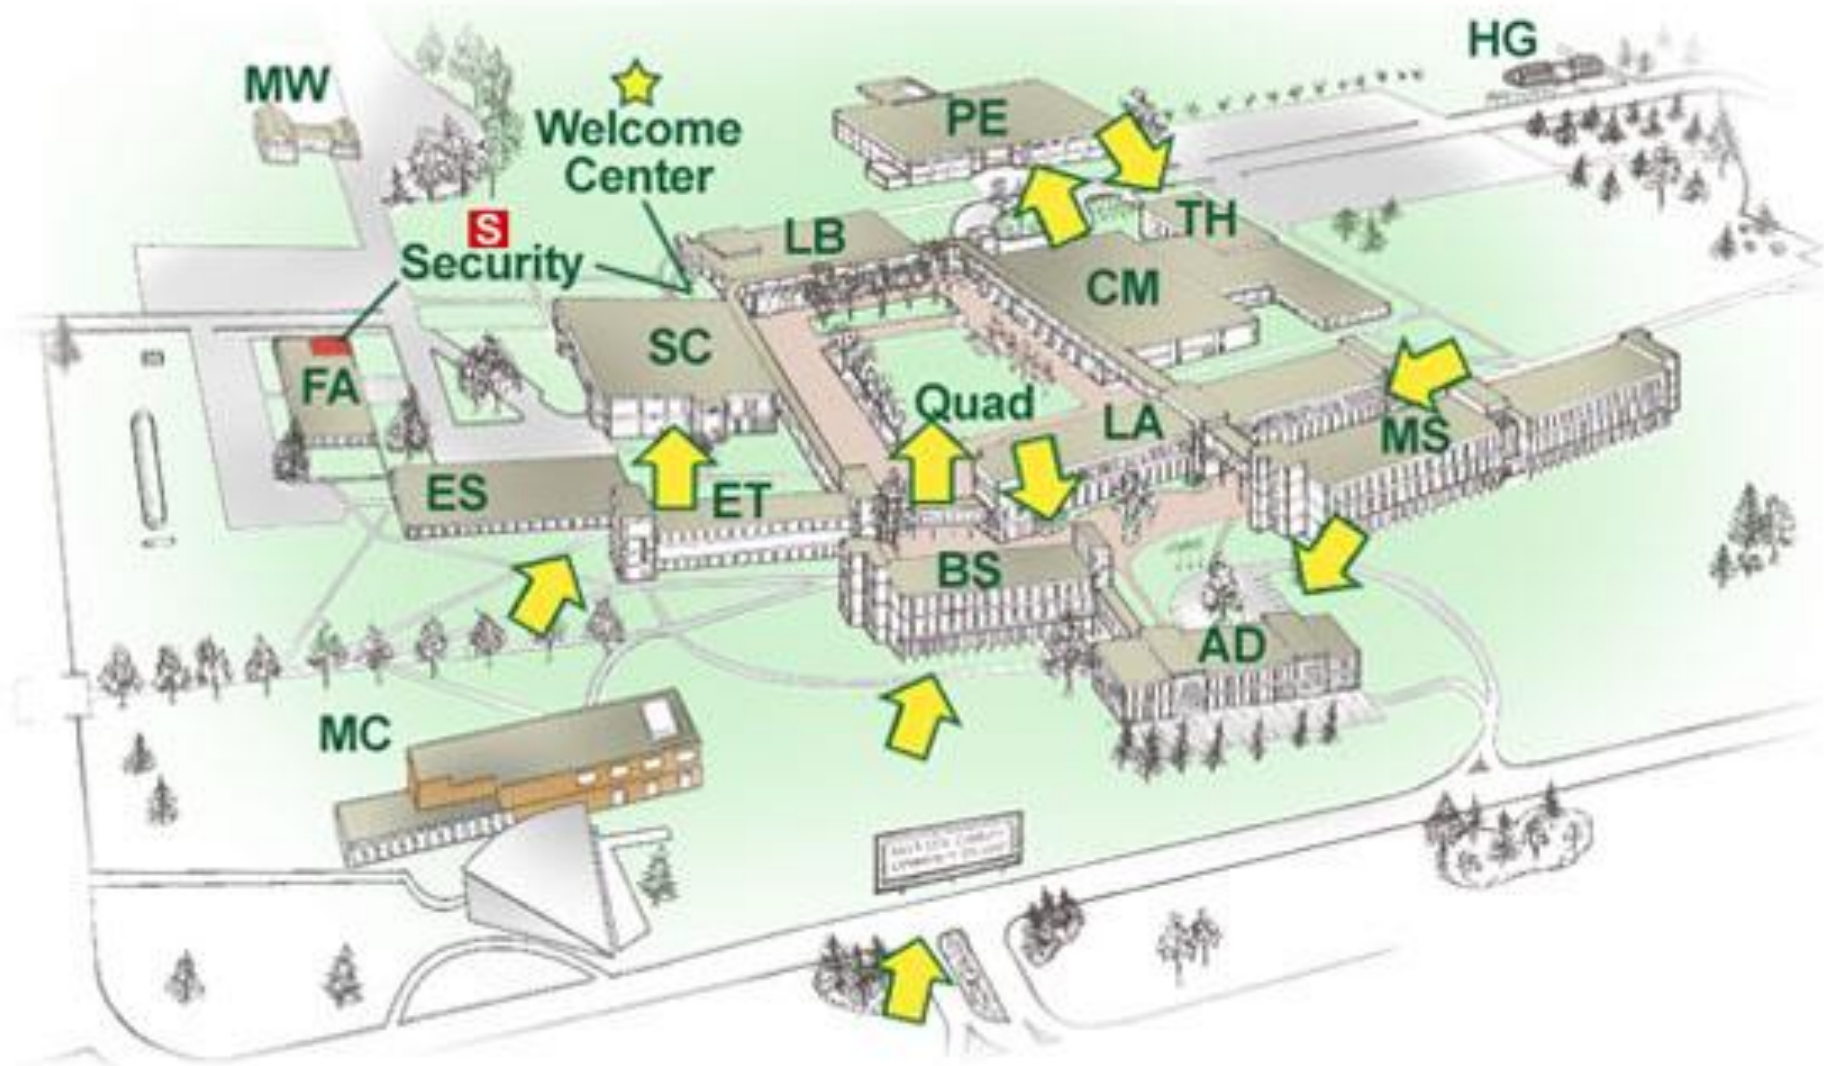 HG
MW
Welcome
Center
PE
S
Security
LB
TH
CM
SC
FA
Quad
LA
MS
ES
ET
BS
AD
MC